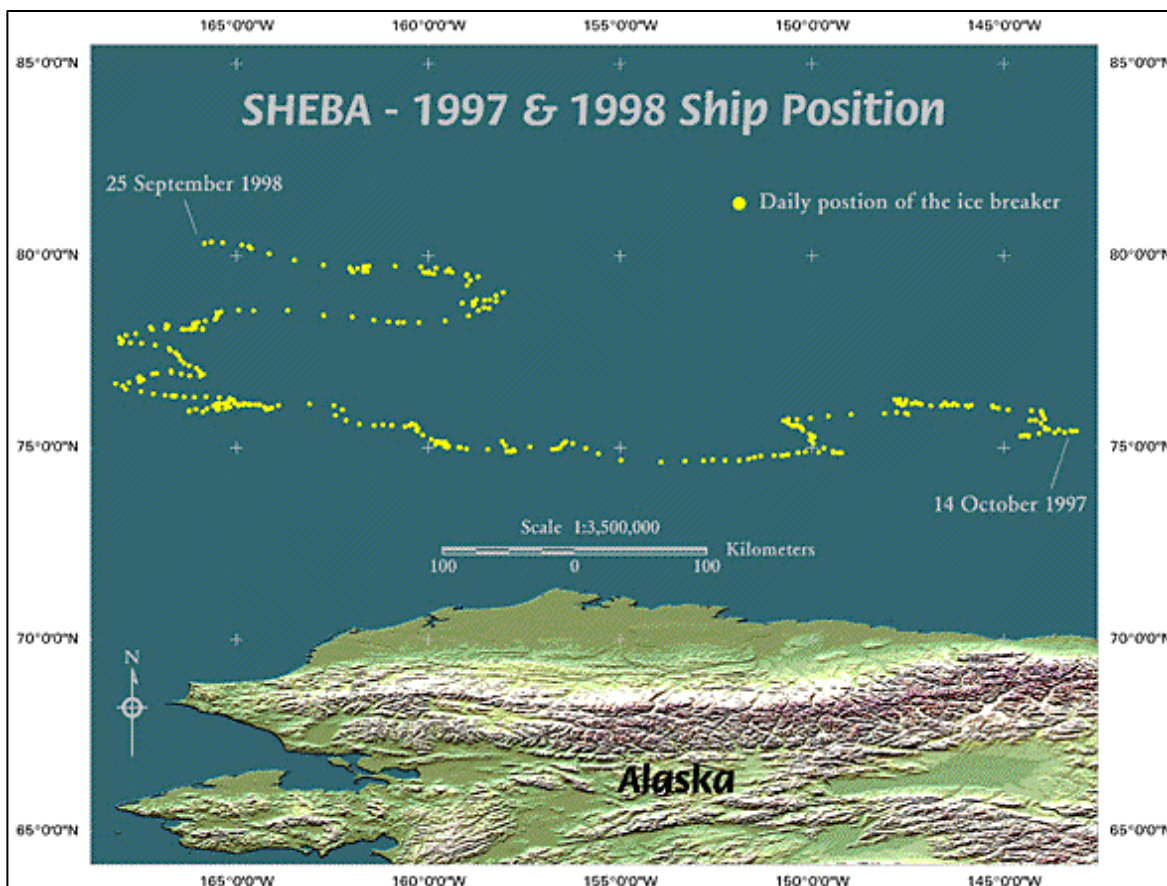 165°0'0"W 160°0'0"W 155°0'0"W 150°0'0"W 145°0'0"W
85°0'0"N 85°0'0"N
SHEBA - 1997 & 1998 Ship Position
25 September 1998
Daily postion of the ice breaker
80°0'0"N 80°0'0"N
75°0'0"N 75°0'0"N
14 October 1997
Scale 1:3,500,000
Kilometers
100 0 100
70°0'0"N 70°0'0"N
N
Alaska
65°0'0"N 65°0'0"N
165°0'0"W 160°0'0"W 155°0'0"W 150°0'0"W 145°0'0"W